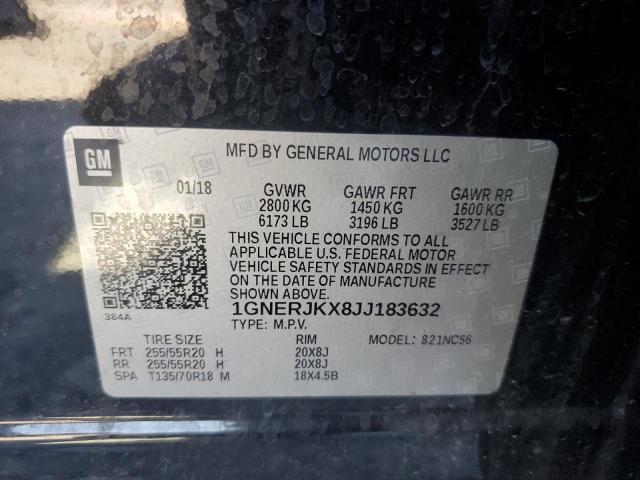 GM
MFD BY GENERAL MOTORS LLC
01/18 GVWR GAWR FRT GAWR RR
2800 KG 1450 KG 1600 KG
6173 LB 3196 LB 3527 LB
THIS VEHICLE CONFORMS TO ALL
APPLICABLE U.S. FEDERAL MOTOR
VEHICLE SAFETY STANDARDS IN EFFECT
ON THE DATE OF MANUFACTURE
SHOWN ABOVE.
384A
1GNERJKX8JJ183632
TYPE: M.P.V.
TIRE SIZE RIM MODEL: 821NC56
FRT 255/55R20 H 20X8J
RR 255/55R20 H 20X8J
SPA T135/70R18 M 18X4.5B